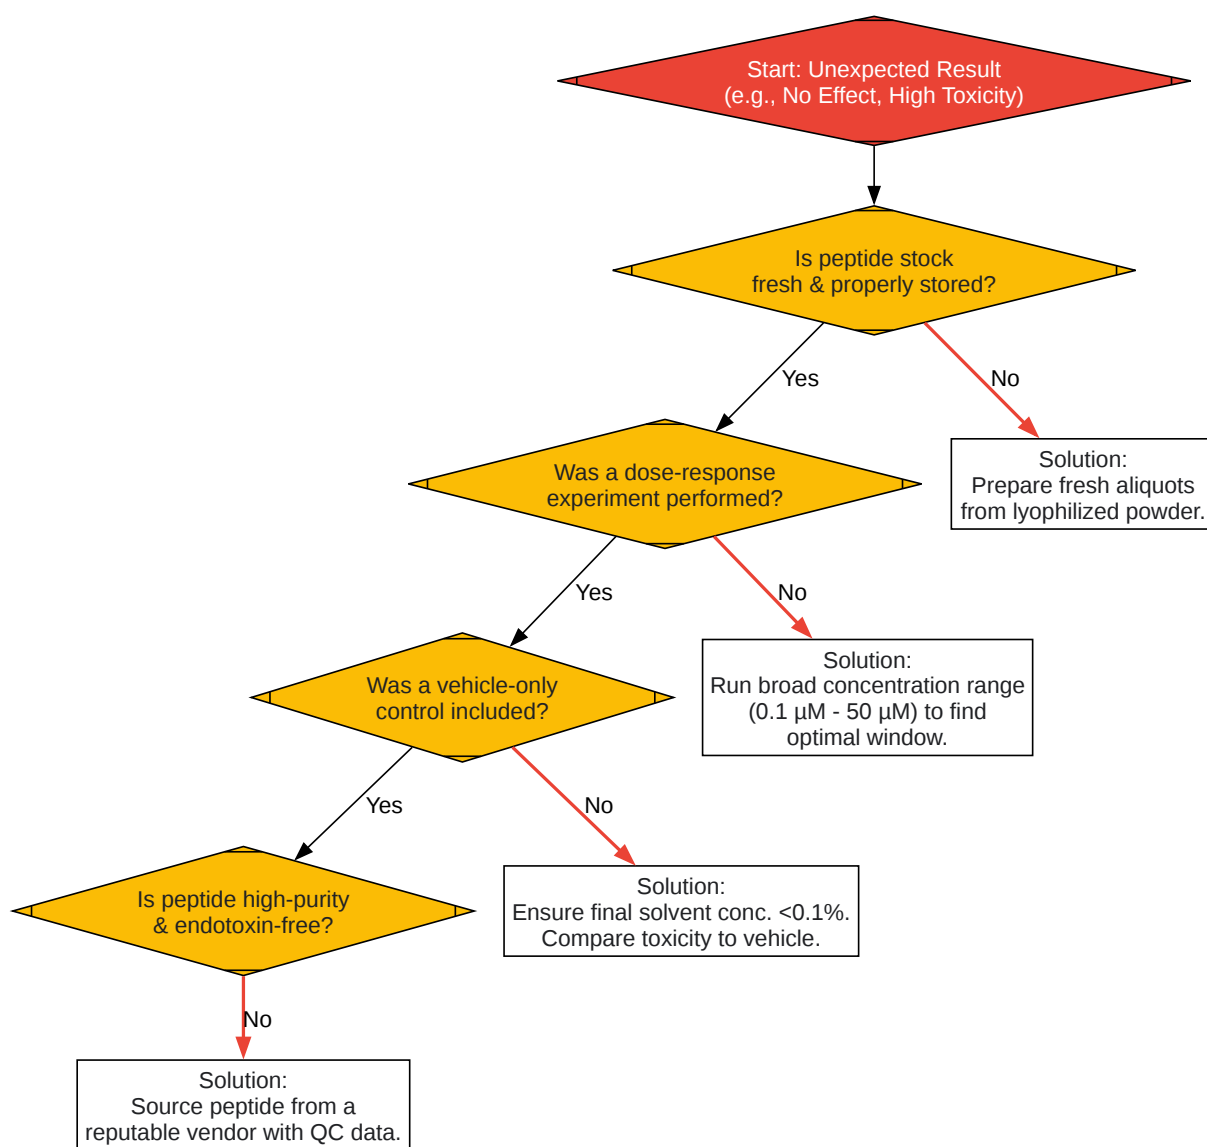 Start: Unexpected Result
(e.g., No Effect, High Toxicity)
Is peptide stock
fresh & properly stored?
Yes
No
Solution:
Prepare fresh aliquots
from lyophilized powder.
Was a dose-response
experiment performed?
Yes
No
Solution:
Run broad concentration range
(0.1 µM - 50 µM) to find
optimal window.
Was a vehicle-only
control included?
Yes
No
Solution:
Ensure final solvent conc. <0.1%.
Compare toxicity to vehicle.
Is peptide high-purity
& endotoxin-free?
No
Solution:
Source peptide from a
reputable vendor with QC data.